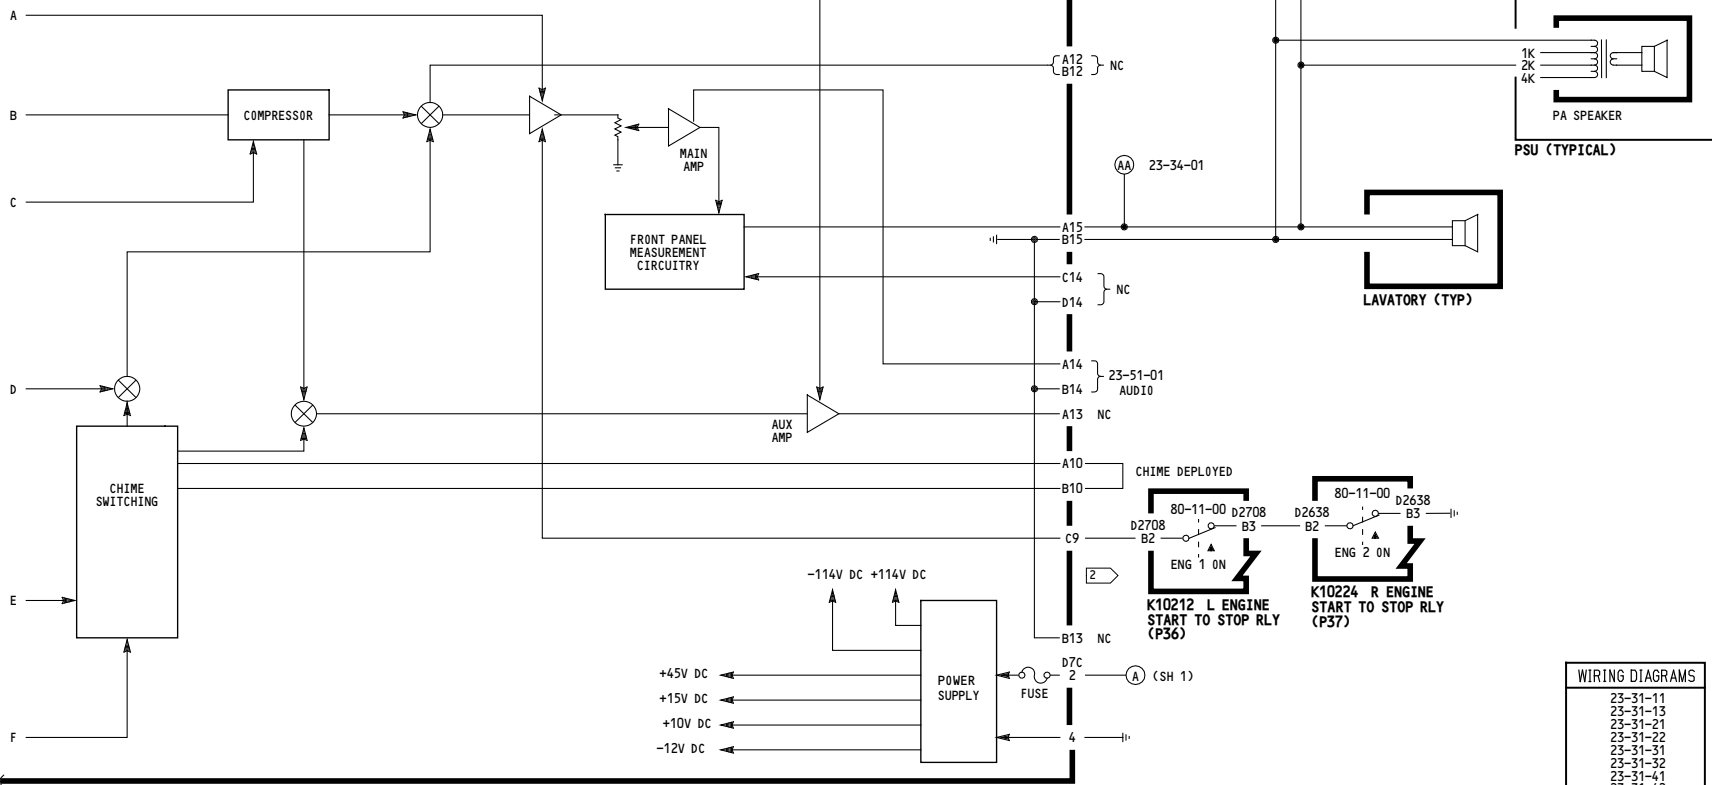 A
B
C
D
E
F
COMPRESSOR
MAIN
AMP
FRONT PANEL
MEASUREMENT
CIRCUITRY
AUX
AMP
CHIME
SWITCHING
-114V DC +114V DC
+45V DC
+15V DC
+10V DC
-12V DC
POWER
SUPPLY
FUSE
A12
B12
NC
AA 23-34-01
A15
B15
C14
D14
NC
A14
B14
23-51-01
AUDIO
A13 NC
A10
B10
CHIME DEPLOYED
C9
2
B13 NC
D7C
2
A (SH 1)
4
D2708
B2
80-11-00
D2708
B3
ENG 1 ON
K10212 L ENGINE
START TO STOP RLY
(P36)
D2638
B2
80-11-00
D2638
B3
ENG 2 ON
K10224 R ENGINE
START TO STOP RLY
(P37)
1K
2K
4K
PA SPEAKER
PSU (TYPICAL)
LAVATORY (TYP)
WIRING DIAGRAMS
23-31-11
23-31-13
23-31-21
23-31-22
23-31-31
23-31-32
23-31-41